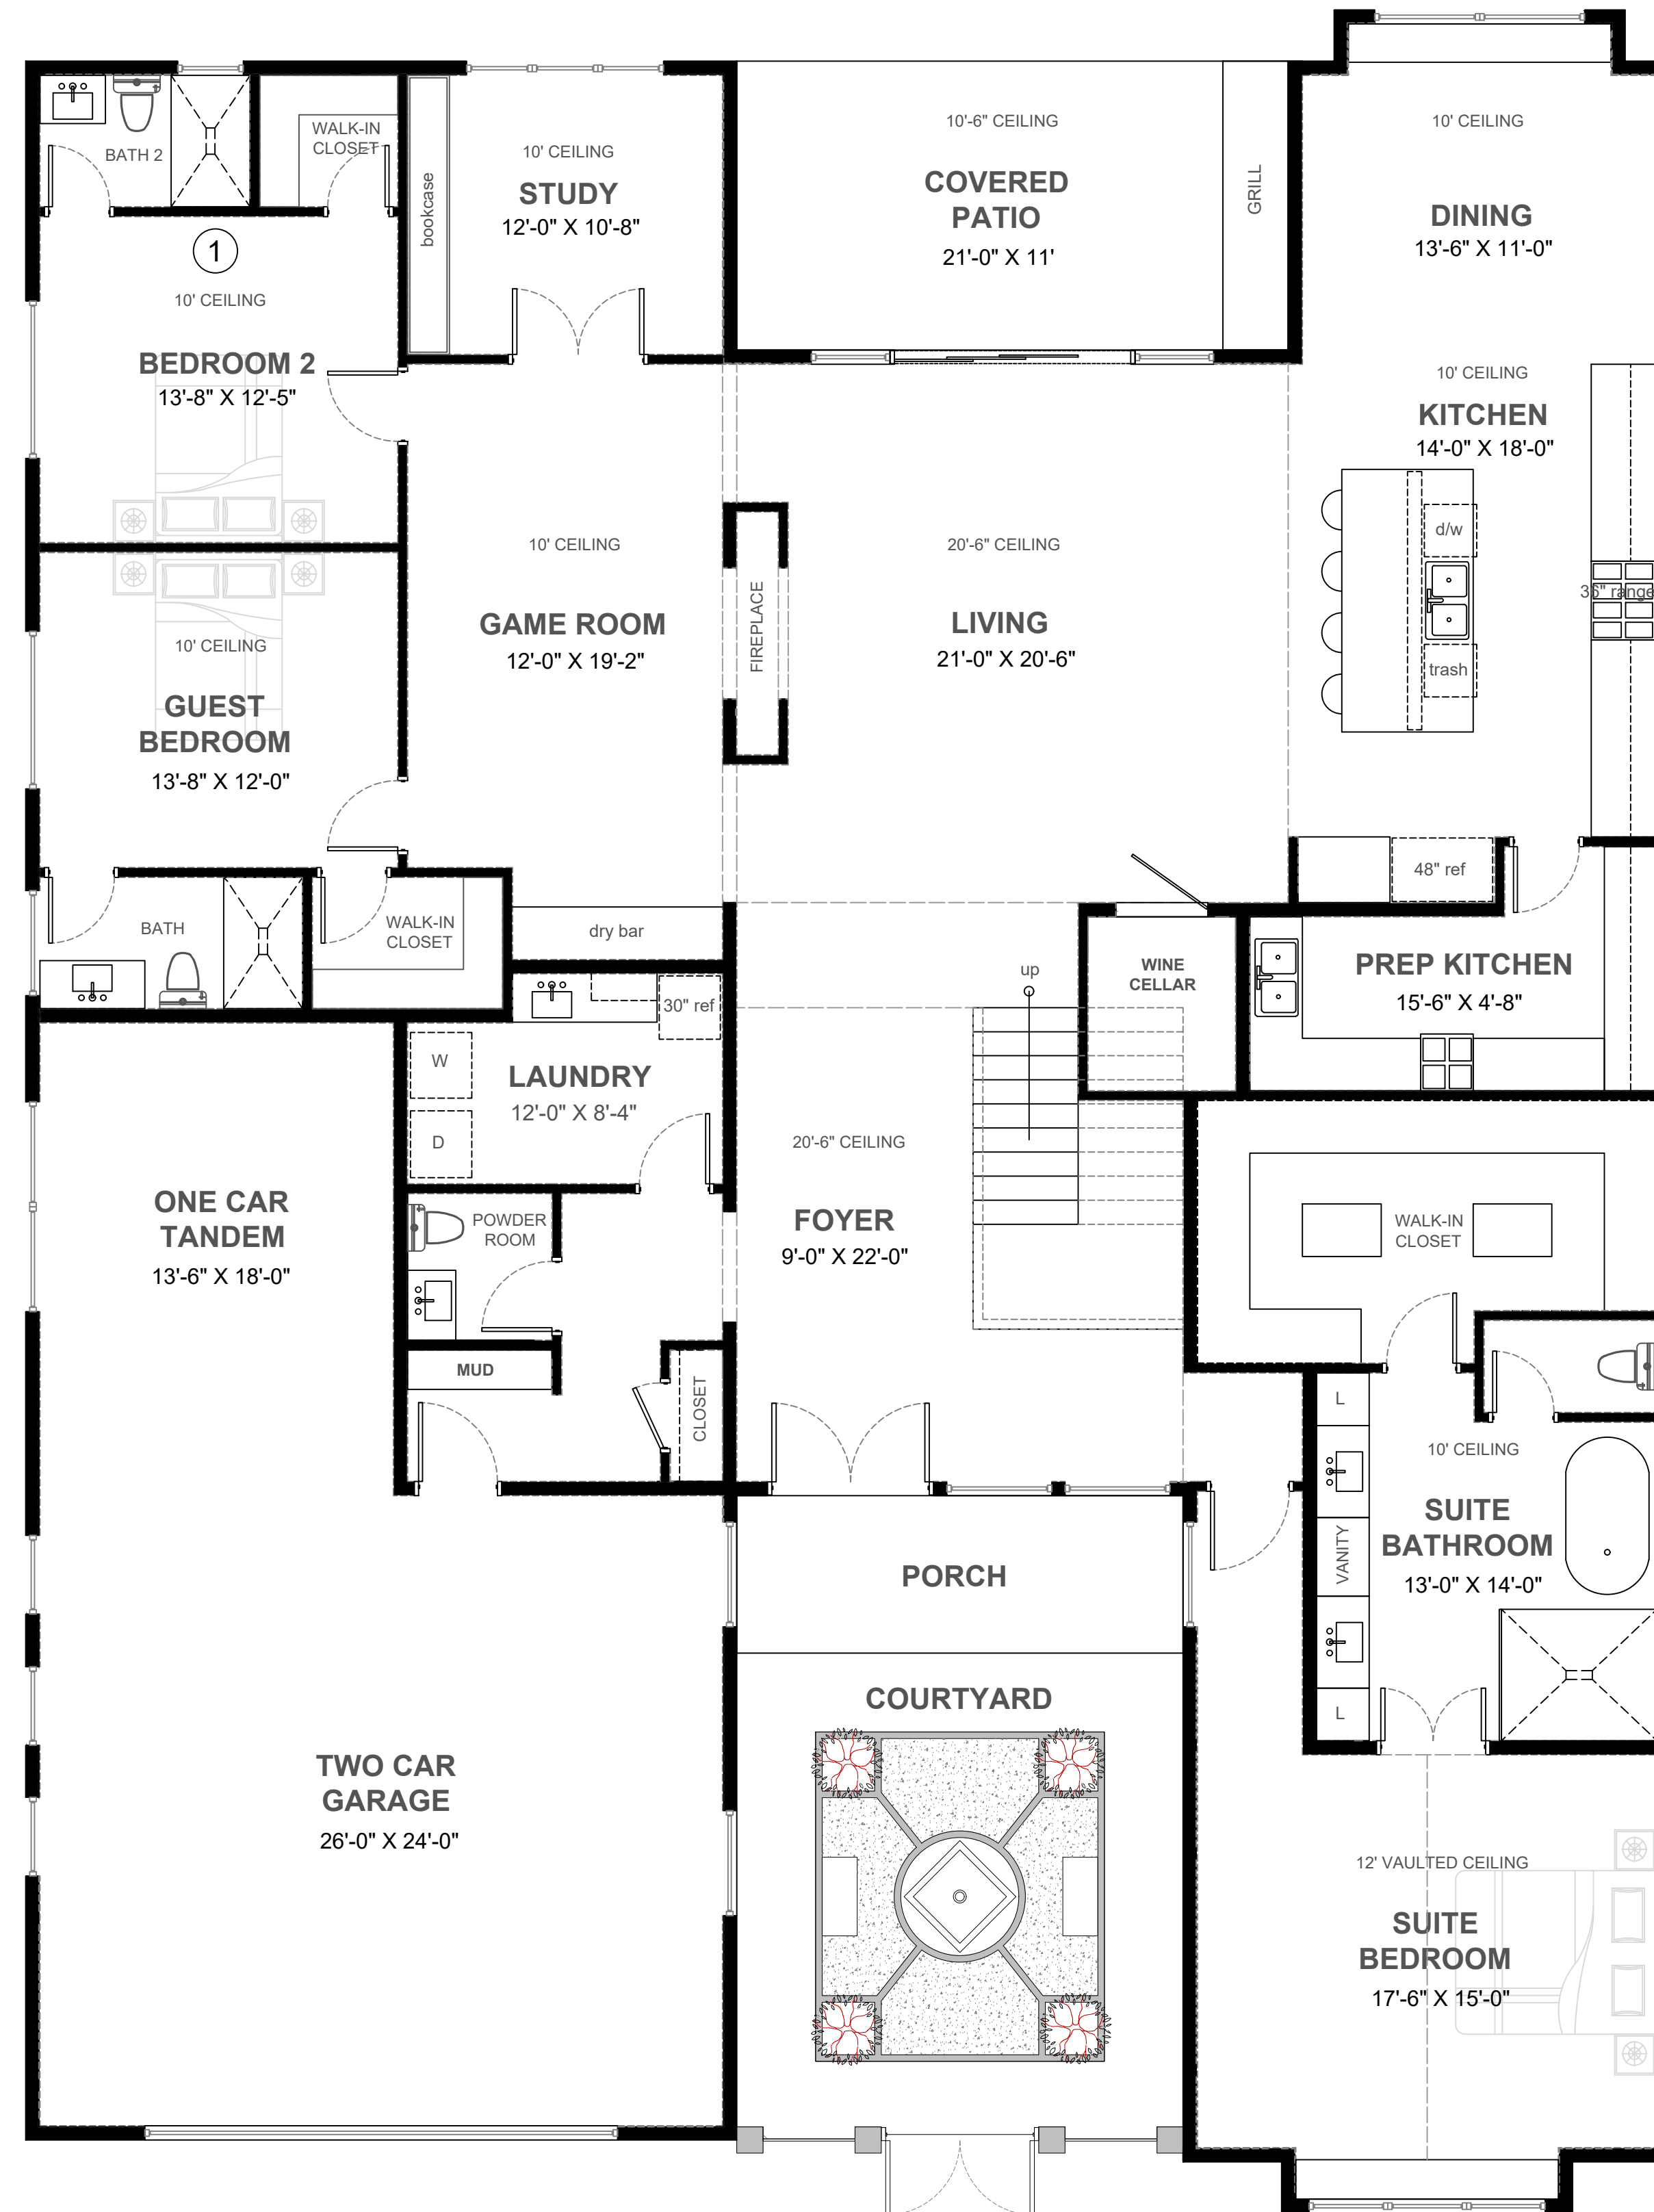 BATH 2
WALK-IN
CLOSET
1
10' CEILING
BEDROOM 2
13'-8" X 12'-5"
bookcase
10' CEILING
STUDY
12'-0" X 10'-8"
10'-6" CEILING
COVERED
PATIO
21'-0" X 11'
GRILL
10' CEILING
DINING
13'-6" X 11'-0"
10' CEILING
KITCHEN
14'-0" X 18'-0"
d/w
36" range
trash
48" ref
10' CEILING
GAME ROOM
12'-0" X 19'-2"
FIREPLACE
20'-6" CEILING
LIVING
21'-0" X 20'-6"
10' CEILING
GUEST
BEDROOM
13'-8" X 12'-0"
BATH
WALK-IN
CLOSET
dry bar
30" ref
W
D
LAUNDRY
12'-0" X 8'-4"
up
WINE
CELLAR
PREP KITCHEN
15'-6" X 4'-8"
20'-6" CEILING
FOYER
9'-0" X 22'-0"
ONE CAR
TANDEM
13'-6" X 18'-0"
POWDER
ROOM
MUD
CLOSET
WALK-IN
CLOSET
L
10' CEILING
SUITE
BATHROOM
13'-0" X 14'-0"
VANITY
L
PORCH
COURTYARD
TWO CAR
GARAGE
26'-0" X 24'-0"
12' VAULTED CEILING
SUITE
BEDROOM
17'-6" X 15'-0"